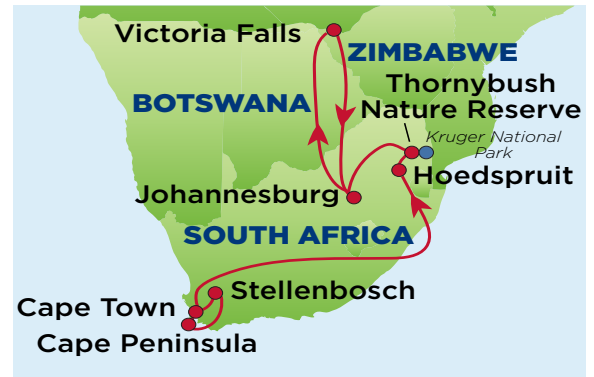 Victoria Falls
ZIMBABWE
Thornybush
Nature Reserve
BOTSWANA
Kruger National
Park
Hoedspruit
Johannesburg
SOUTH AFRICA
Stellenbosch
Cape Town
Cape Peninsula